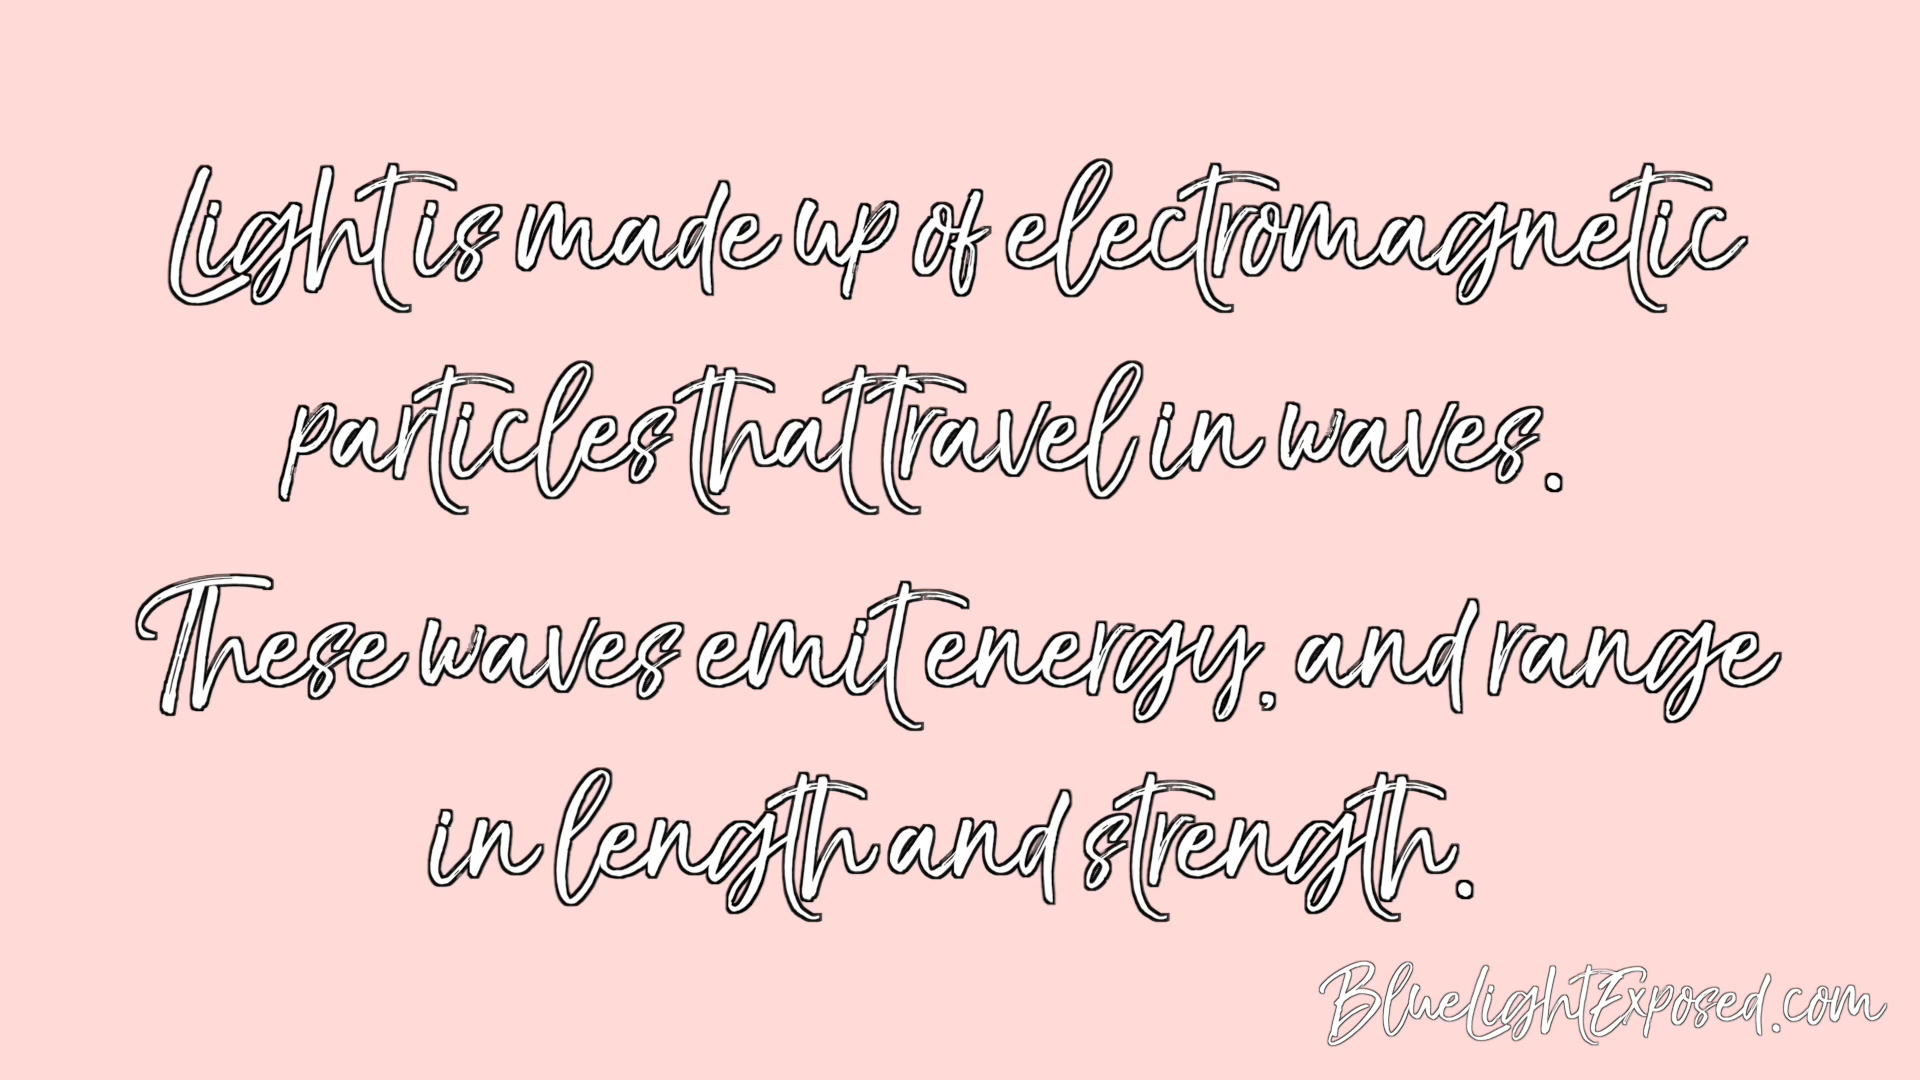 Light is made up of electromagnetic
particles that travel in waves.
These waves emit energy, and range
in length and strength.
BlueLightExposed.com